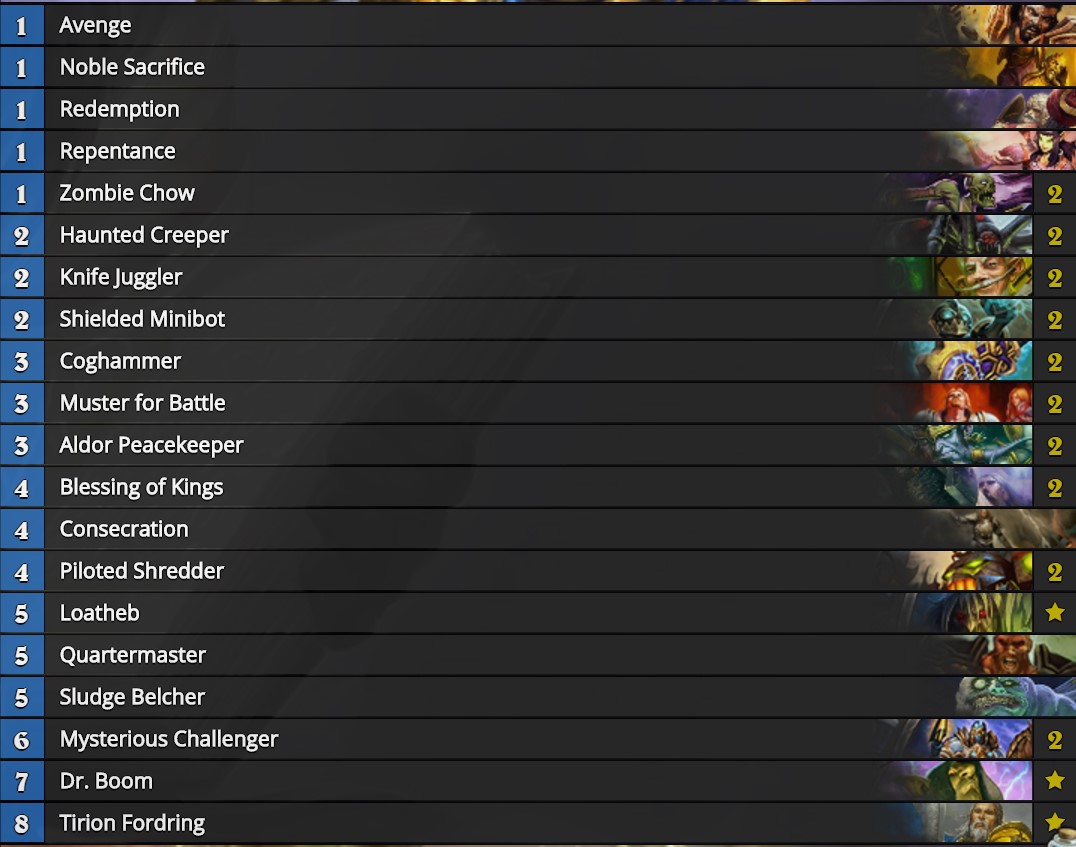 1 Avenge
1 Noble Sacrifice
1 Redemption
1 Repentance
1 Zombie Chow 2
2 Haunted Creeper 2
2 Knife Juggler 2
2 Shielded Minibot 2
3 Coghammer 2
3 Muster for Battle 2
3 Aldor Peacekeeper 2
4 Blessing of Kings 2
4 Consecration
4 Piloted Shredder 2
5 Loatheb
5 Quartermaster
5 Sludge Belcher
6 Mysterious Challenger 2
7 Dr. Boom
8 Tirion Fordring